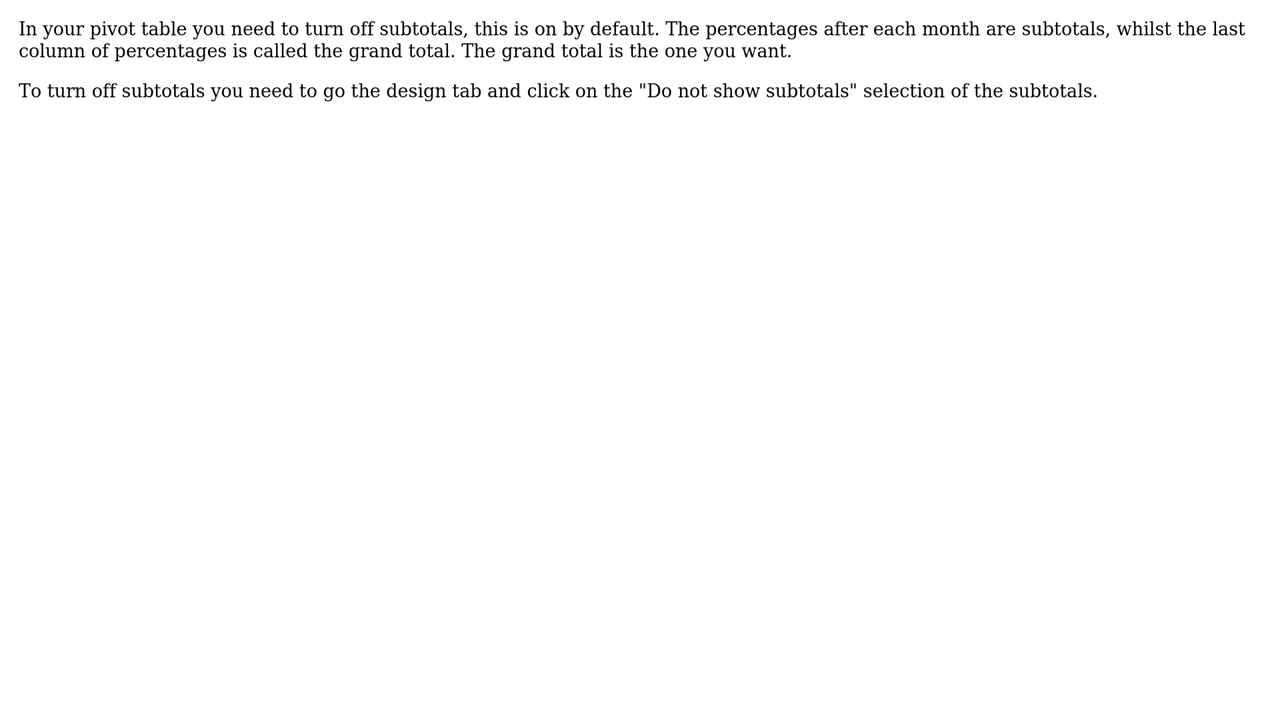 In your pivot table you need to turn off subtotals, this is on by default. The percentages after each month are subtotals, whilst the last
column of percentages is called the grand total. The grand total is the one you want.
To turn off subtotals you need to go the design tab and click on the "Do not show subtotals" selection of the subtotals.